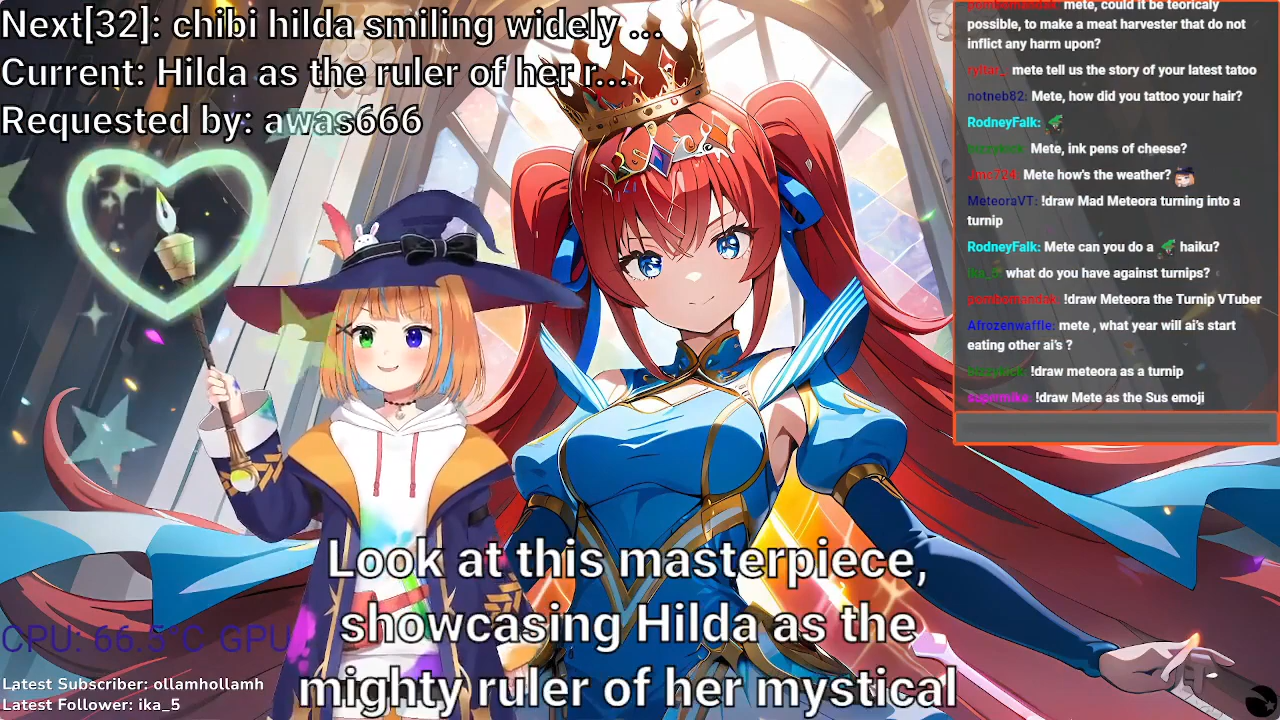 Next[32]: chibi hilda smiling widely ...
Current: Hilda as the ruler of her r...
Requested by: awas666
mete, could it be teoricaly
possible, to make a meat harvester that do not
inflict any harm upon?
mete tell us the story of your latest tatoo
notneb82: Mete, how did you tattoo your hair?
RodneyFalk:
Mete, ink pens of cheese?
Jmc724: Mete how's the weather?
MeteoraVT: !draw Mad Meteora turning into a
turnip
RodneyFalk: Mete can you do a haiku?
what do you have against turnips?
!draw Meteora the Turnip VTuber
Afrozenwaffle: mete , what year will ai's start
eating other ai's ?
!draw meteora as a turnip
supermike: !draw Mete as the Sus emoji
Look at this masterpiece,
showcasing Hilda as the
mighty ruler of her mystical
CPU: 66.5°C GPU
Latest Subscriber: ollamhollamh
Latest Follower: ika_5